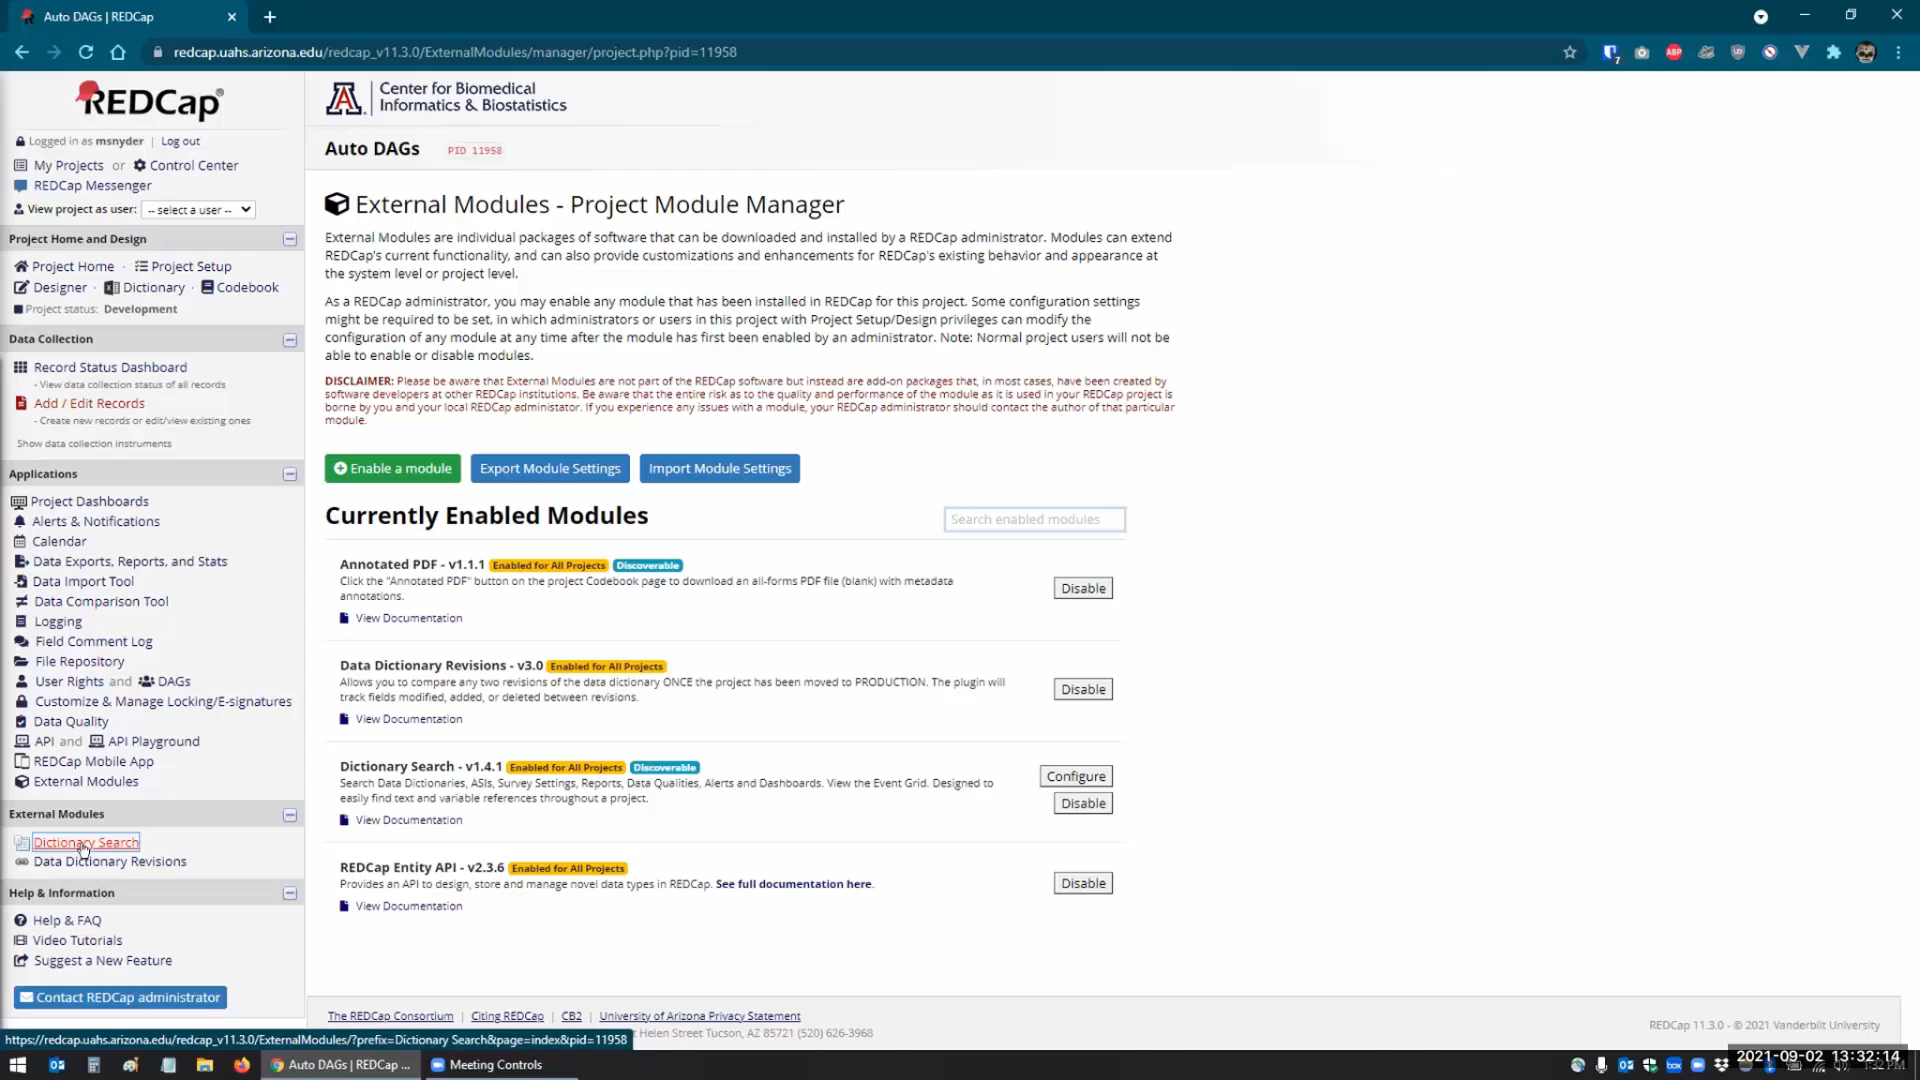 Auto DAGs | REDCap
redcap.uahs.arizona.edu/redcap_v11.3.0/ExternalModules/manager/project.php?pid=11958
REDCap
Logged in as msnyder | Log out
My Projects or Control Center
REDCap Messenger
View project as user: -- select a user --
Project Home and Design
Project Home · Project Setup
Designer · Dictionary · Codebook
Project status: Development
Data Collection
Record Status Dashboard
- View data collection status of all records
Add / Edit Records
- Create new records or edit/view existing ones
Show data collection instruments
Applications
Project Dashboards
Alerts & Notifications
Calendar
Data Exports, Reports, and Stats
Data Import Tool
Data Comparison Tool
Logging
Field Comment Log
File Repository
User Rights and DAGs
Customize & Manage Locking/E-signatures
Data Quality
API and API Playground
REDCap Mobile App
External Modules
External Modules
Dictionary Search
Data Dictionary Revisions
Help & Information
Help & FAQ
Video Tutorials
Suggest a New Feature
Contact REDCap administrator
Center for Biomedical
Informatics & Biostatistics
Auto DAGs PID 11958
External Modules - Project Module Manager
External Modules are individual packages of software that can be downloaded and installed by a REDCap administrator. Modules can extend
REDCap's current functionality, and can also provide customizations and enhancements for REDCap's existing behavior and appearance at
the system level or project level.
As a REDCap administrator, you may enable any module that has been installed in REDCap for this project. Some configuration settings
might be required to be set, in which administrators or users in this project with Project Setup/Design privileges can modify the
configuration of any module at any time after the module has first been enabled by an administrator. Note: Normal project users will not be
able to enable or disable modules.
DISCLAIMER: Please be aware that External Modules are not part of the REDCap software but instead are add-on packages that, in most cases, have been created by
software developers at other REDCap institutions. Be aware that the entire risk as to the quality and performance of the module as it is used in your REDCap project is
borne by you and your local REDCap administator. If you experience any issues with a module, your REDCap administrator should contact the author of that particular
module.
Enable a module Export Module Settings Import Module Settings
Currently Enabled Modules Search enabled modules
Annotated PDF - v1.1.1 Enabled for All Projects Discoverable
Click the "Annotated PDF" button on the project Codebook page to download an all-forms PDF file (blank) with metadata
annotations.
Disable
View Documentation
Data Dictionary Revisions - v3.0 Enabled for All Projects
Allows you to compare any two revisions of the data dictionary ONCE the project has been moved to PRODUCTION. The plugin will
track fields modified, added, or deleted between revisions.
Disable
View Documentation
Dictionary Search - v1.4.1 Enabled for All Projects Discoverable
Search Data Dictionaries, ASIs, Survey Settings, Reports, Data Qualities, Alerts and Dashboards. View the Event Grid. Designed to
easily find text and variable references throughout a project.
Configure
Disable
View Documentation
REDCap Entity API - v2.3.6 Enabled for All Projects
Provides an API to design, store and manage novel data types in REDCap. See full documentation here.
Disable
View Documentation
The REDCap Consortium | Citing REDCap | CB2 | University of Arizona Privacy Statement
Helen Street Tucson, AZ 85721 (520) 626-3968
REDCap 11.3.0 - © 2021 Vanderbilt University
https://redcap.uahs.arizona.edu/redcap_v11.3.0/ExternalModules/?prefix=Dictionary Search&page=index&pid=11958
Auto DAGs | REDCap ...
Meeting Controls
2021-09-02 13:32:14